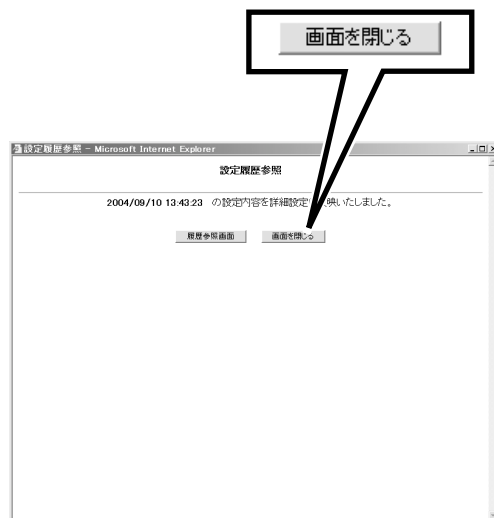 画面を閉じる
設定履歴参照 - Microsoft Internet Explorer
設定履歴参照
2004/09/10 13:43:23 の設定内容を詳細設定 映いたしました。
履歴参照画面 画面を閉じる